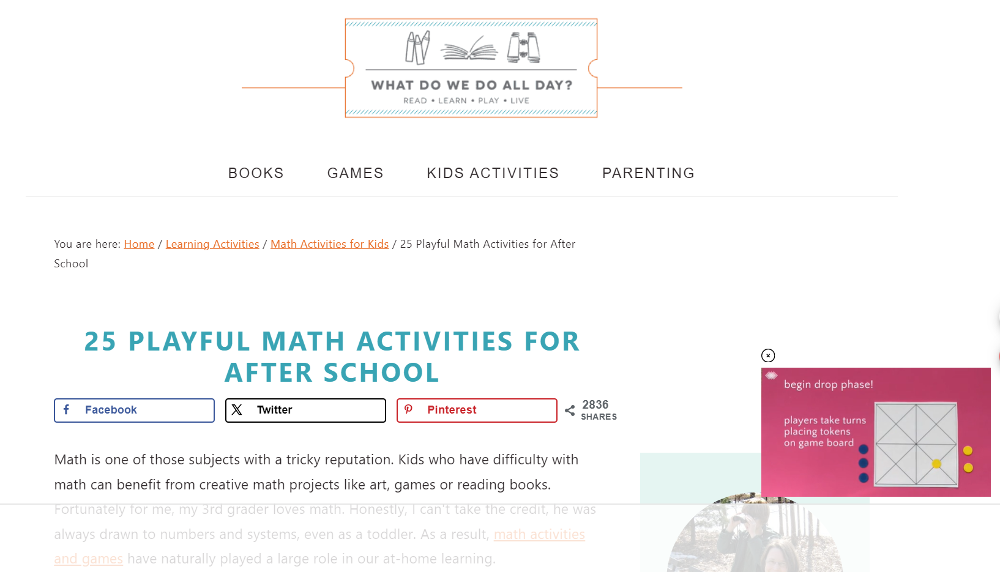 WHAT DO WE DO ALL DAY?
READ • LEARN • PLAY • LIVE
BOOKS GAMES KIDS ACTIVITIES PARENTING
You are here: Home / Learning Activities / Math Activities for Kids / 25 Playful Math Activities for After
School
25 PLAYFUL MATH ACTIVITIES FOR
AFTER SCHOOL
Facebook Twitter Pinterest 2836
SHARES
Math is one of those subjects with a tricky reputation. Kids who have difficulty with
math can benefit from creative math projects like art, games or reading books.
Fortunately for me, my 3rd grader loves math. Honestly, I can't take the credit, he was
always drawn to numbers and systems, even as a toddler. As a result, math activities
and games have naturally played a large role in our at-home learning.
begin drop phase!
players take turns
placing tokens
on game board